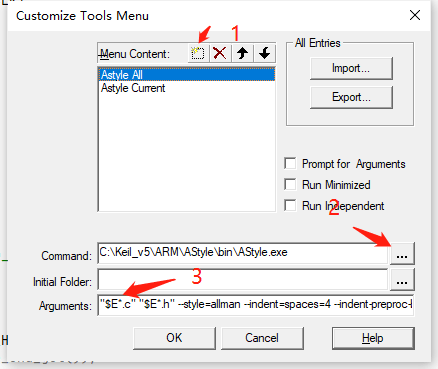 Customize Tools Menu
1
Menu Content:
All Entries
Astyle All
Astyle Current
Import...
Export...
Prompt for Arguments
Run Minimized
Run Independent
2
Command:
C:\Keil_v5\ARM\AStyle\bin\AStyle.exe
...
3
Initial Folder:
...
Arguments:
"$E*.c" "$E*.h" --style=allman --indent=spaces=4 --indent-preproc-
OK
Cancel
Help